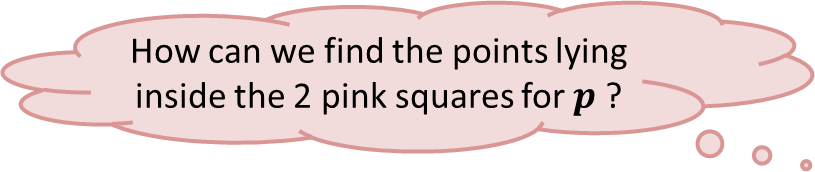 How can we find the points lying
inside the 2 pink squares for p ?